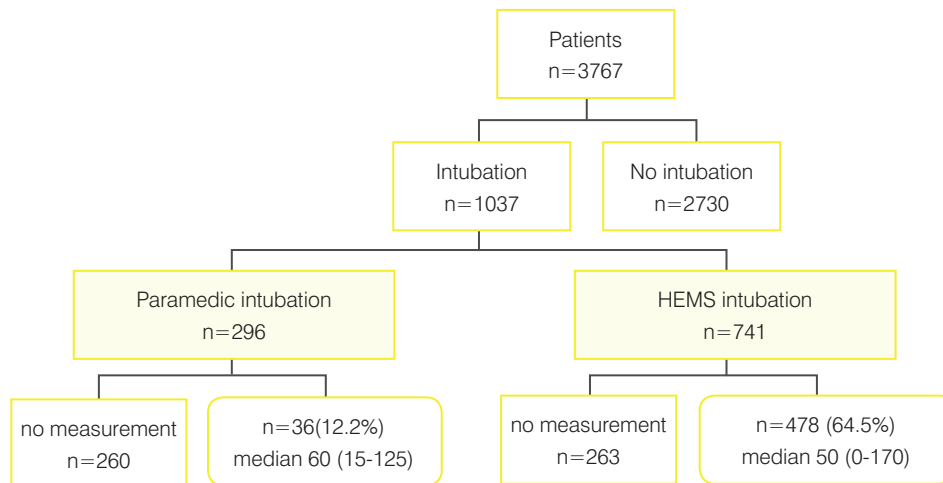 Patients
n=3767
Intubation
n=1037
No intubation
n=2730
Paramedic intubation
n=296
HEMS intubation
n=741
no measurement
n=260
n=36(12.2%)
median 60 (15-125)
no measurement
n=263
n=478 (64.5%)
median 50 (0-170)